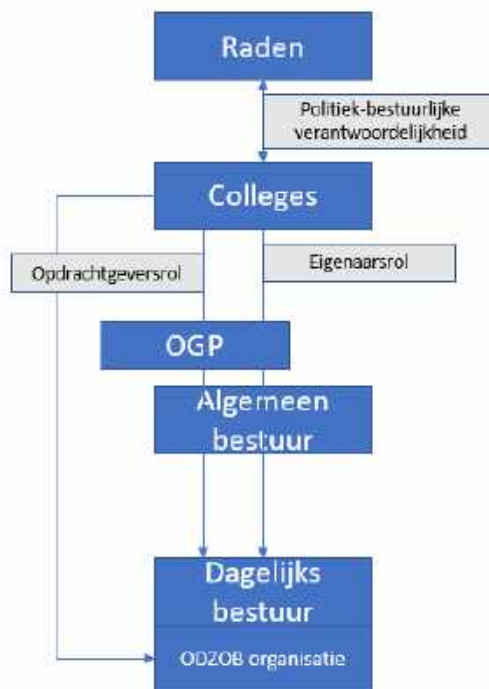 Raden
Politiek-bestuurlijke
verantwoordelijkheid
Colleges
Opdrachtgeversrol
Eigenaarsrol
OGP
Algemeen
bestuur
Dagelijks
bestuur
ODZOB organisatie